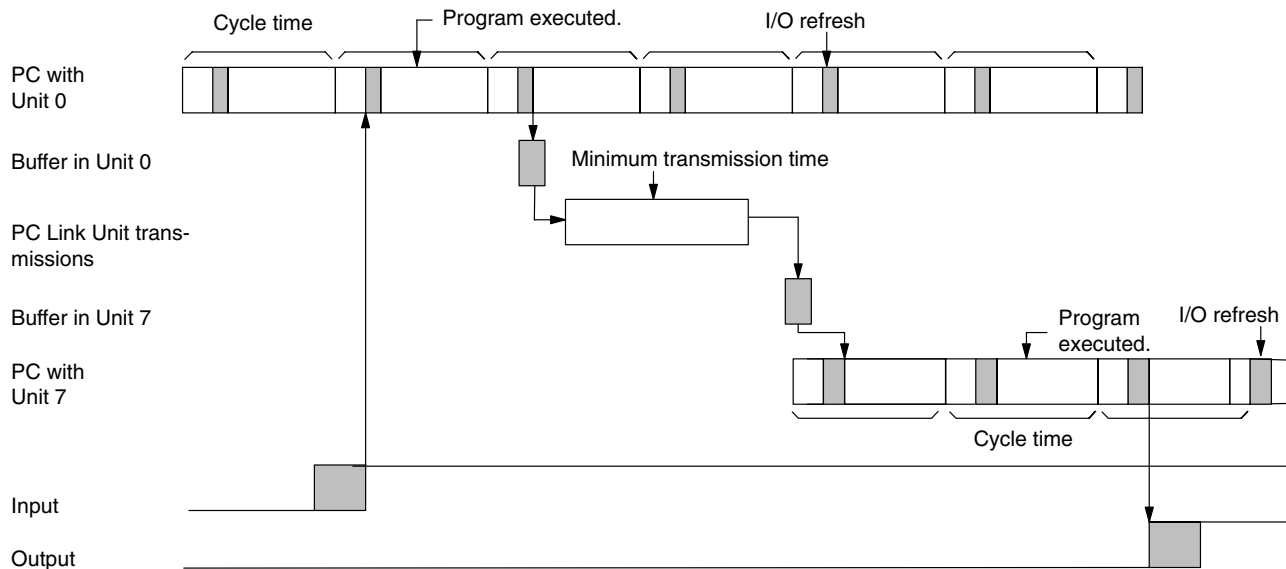 Cycle time
Program executed.
I/O refresh
PC with
Unit 0
Buffer in Unit 0
Minimum transmission time
PC Link Unit trans-
missions
Buffer in Unit 7
Program
executed.
I/O refresh
PC with
Unit 7
Cycle time
Input
Output